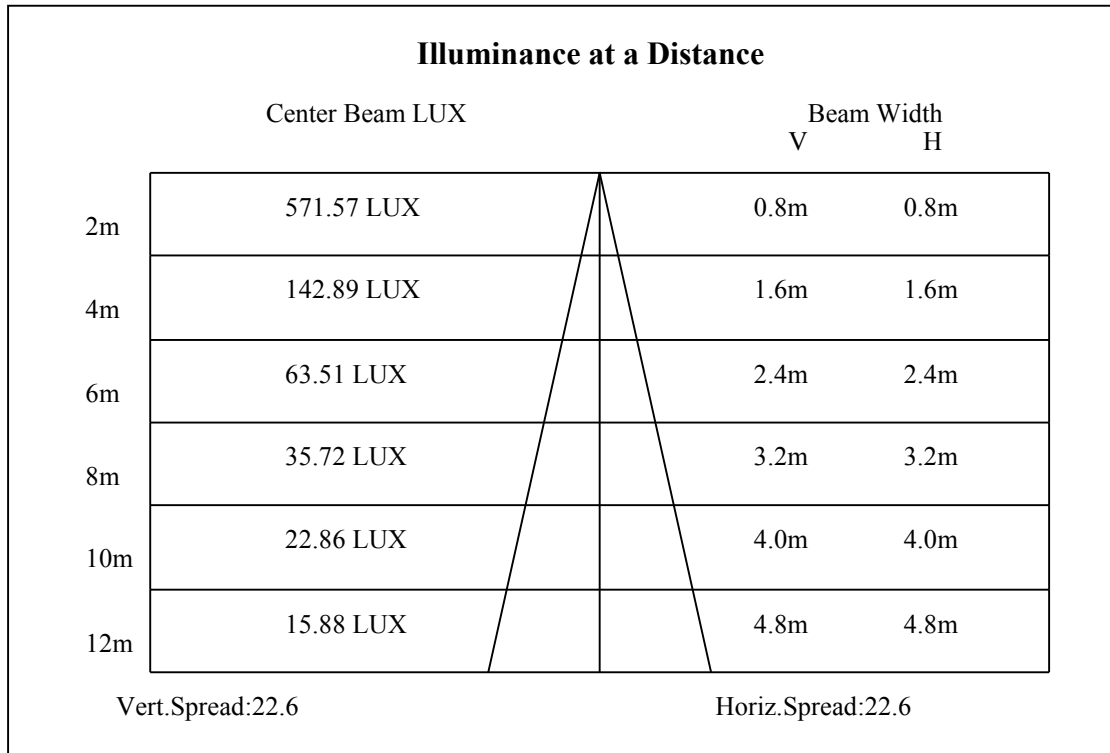 Illuminance at a Distance
Center Beam LUX Beam Width
V H
2m 571.57 LUX 0.8m 0.8m
4m 142.89 LUX 1.6m 1.6m
6m 63.51 LUX 2.4m 2.4m
8m 35.72 LUX 3.2m 3.2m
10m 22.86 LUX 4.0m 4.0m
12m 15.88 LUX 4.8m 4.8m
Vert.Spread:22.6 Horiz.Spread:22.6